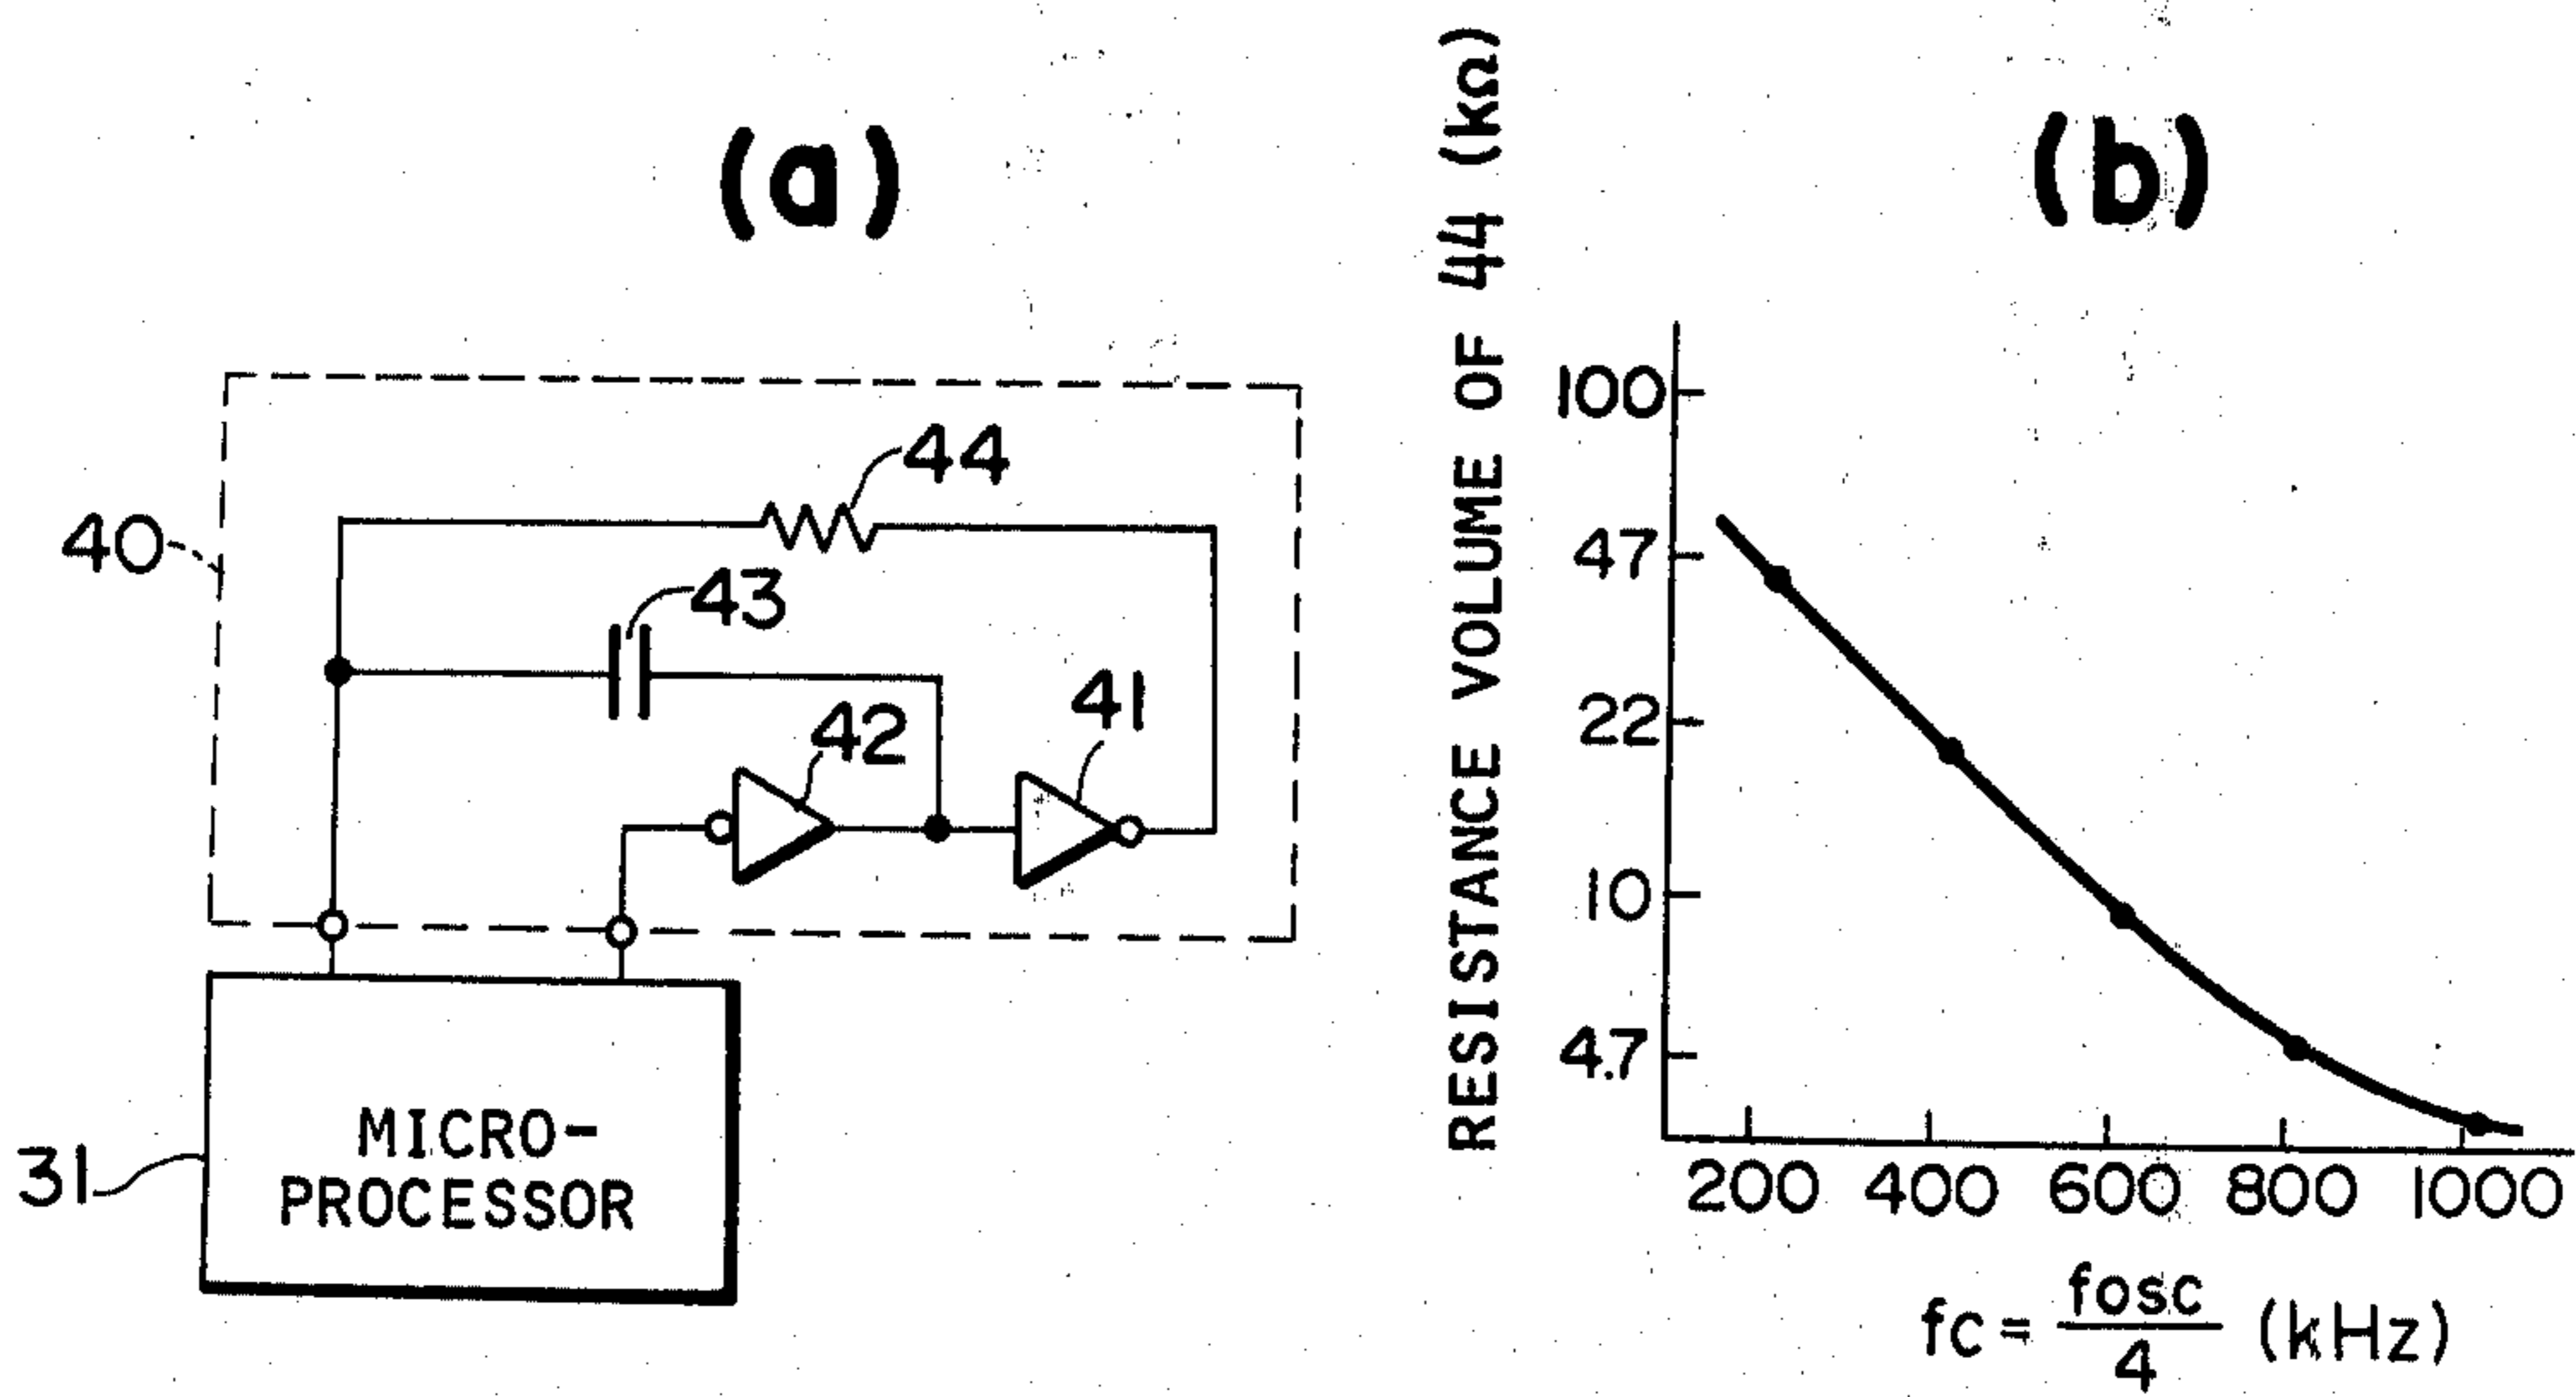 (a)
40
44
43
42
41
31
MICRO-
PROCESSOR
(b)
RESISTANCE VOLUME OF 44 (kΩ)
100
47
22
10
4.7
200 400 600 800 1000
fc = fosc/4 (kHz)